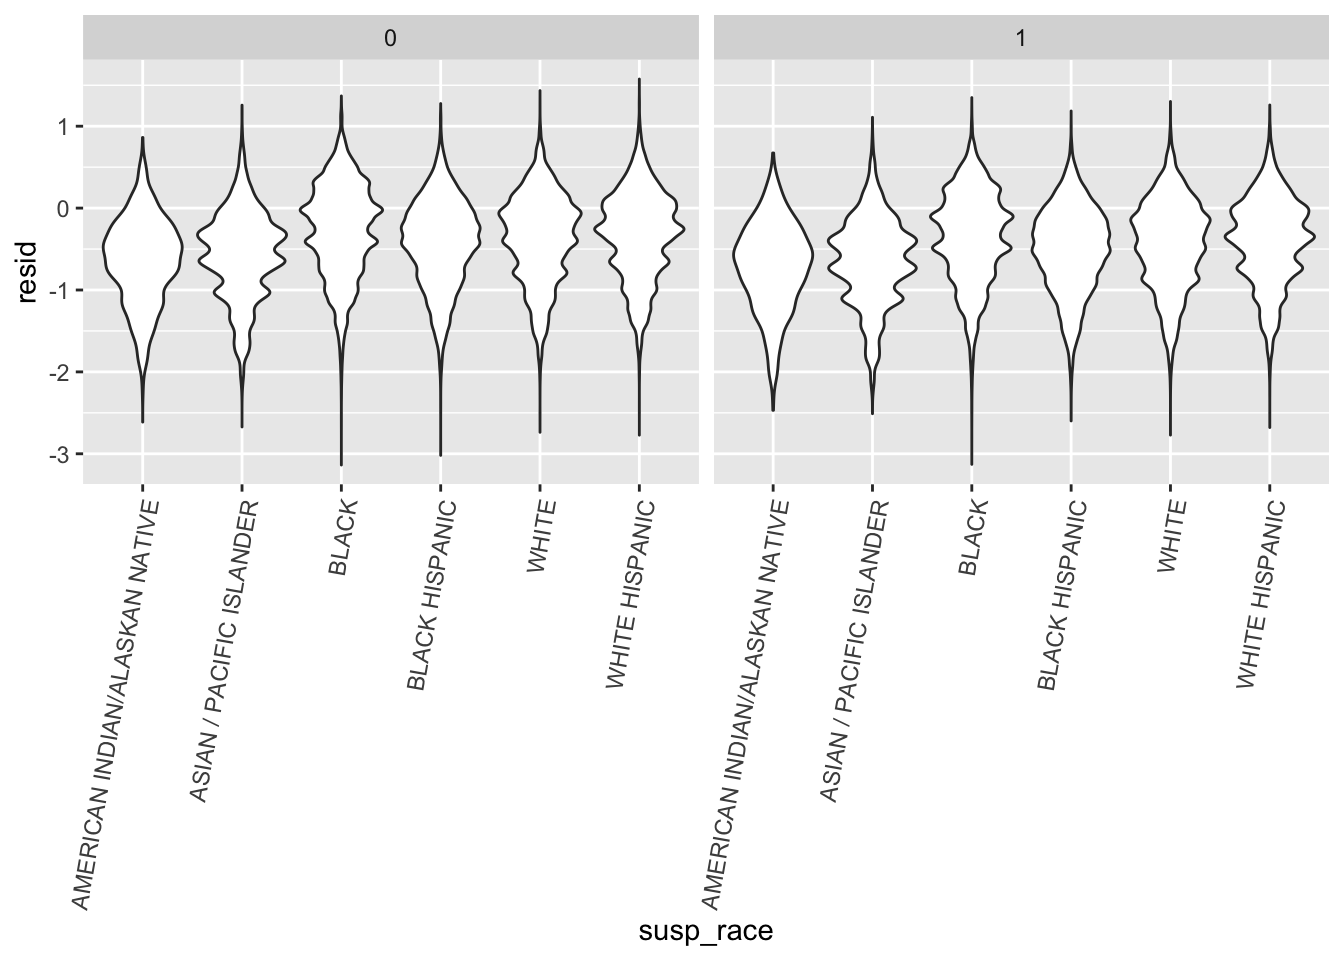 0
1
resid
1
0
-1
-2
-3
AMERICAN INDIAN/ALASKAN NATIVE
ASIAN / PACIFIC ISLANDER
BLACK
BLACK HISPANIC
WHITE
WHITE HISPANIC
AMERICAN INDIAN/ALASKAN NATIVE
ASIAN / PACIFIC ISLANDER
BLACK
BLACK HISPANIC
WHITE
WHITE HISPANIC
susp_race